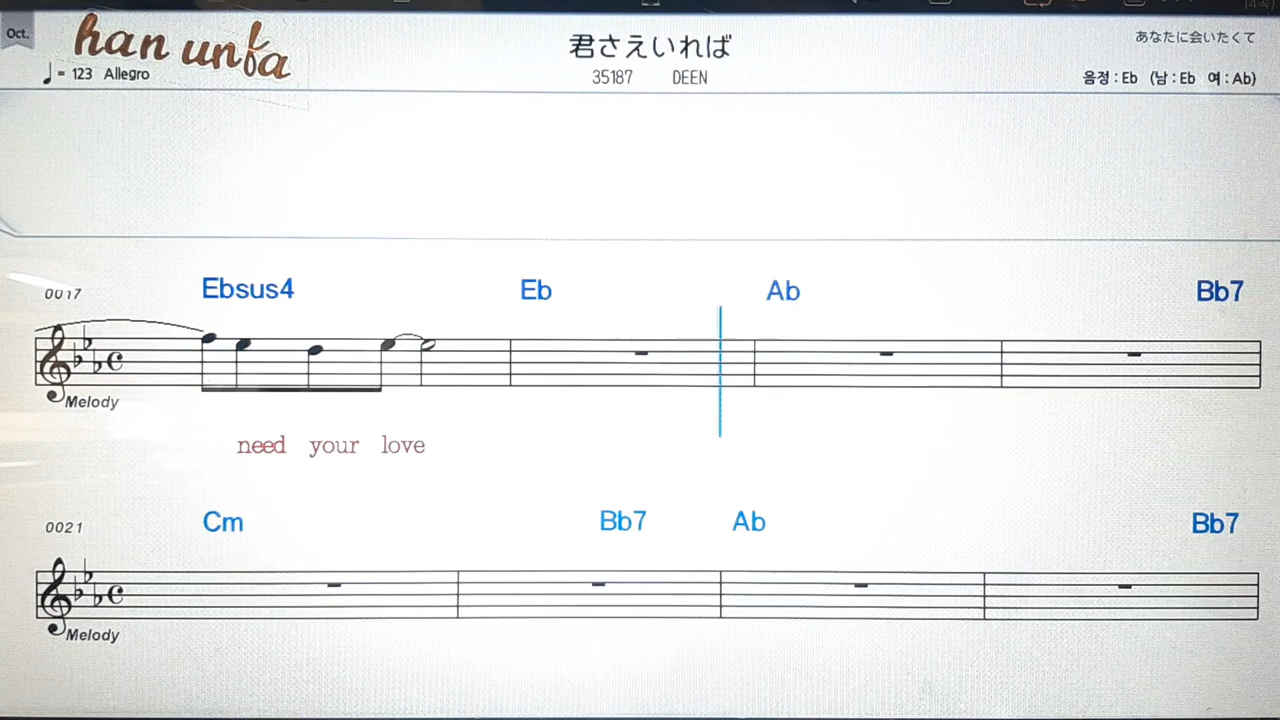 Oct.
han unba
♩= 123 Allegro
君さえいれば
35187 DEEN
あなたに会いたくて
음정 : Eb (남 : Eb 여 : Ab)
0017
Ebsus4 Eb Ab Bb7
Melody
need your love
0021
Cm Bb7 Ab Bb7
Melody